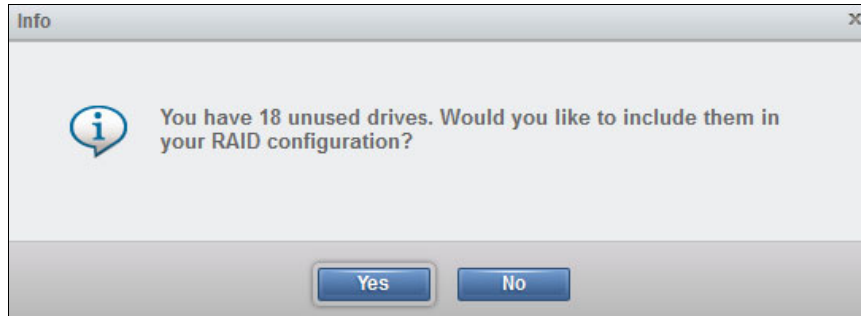 Info
x
You have 18 unused drives. Would you like to include them in
your RAID configuration?
Yes
No